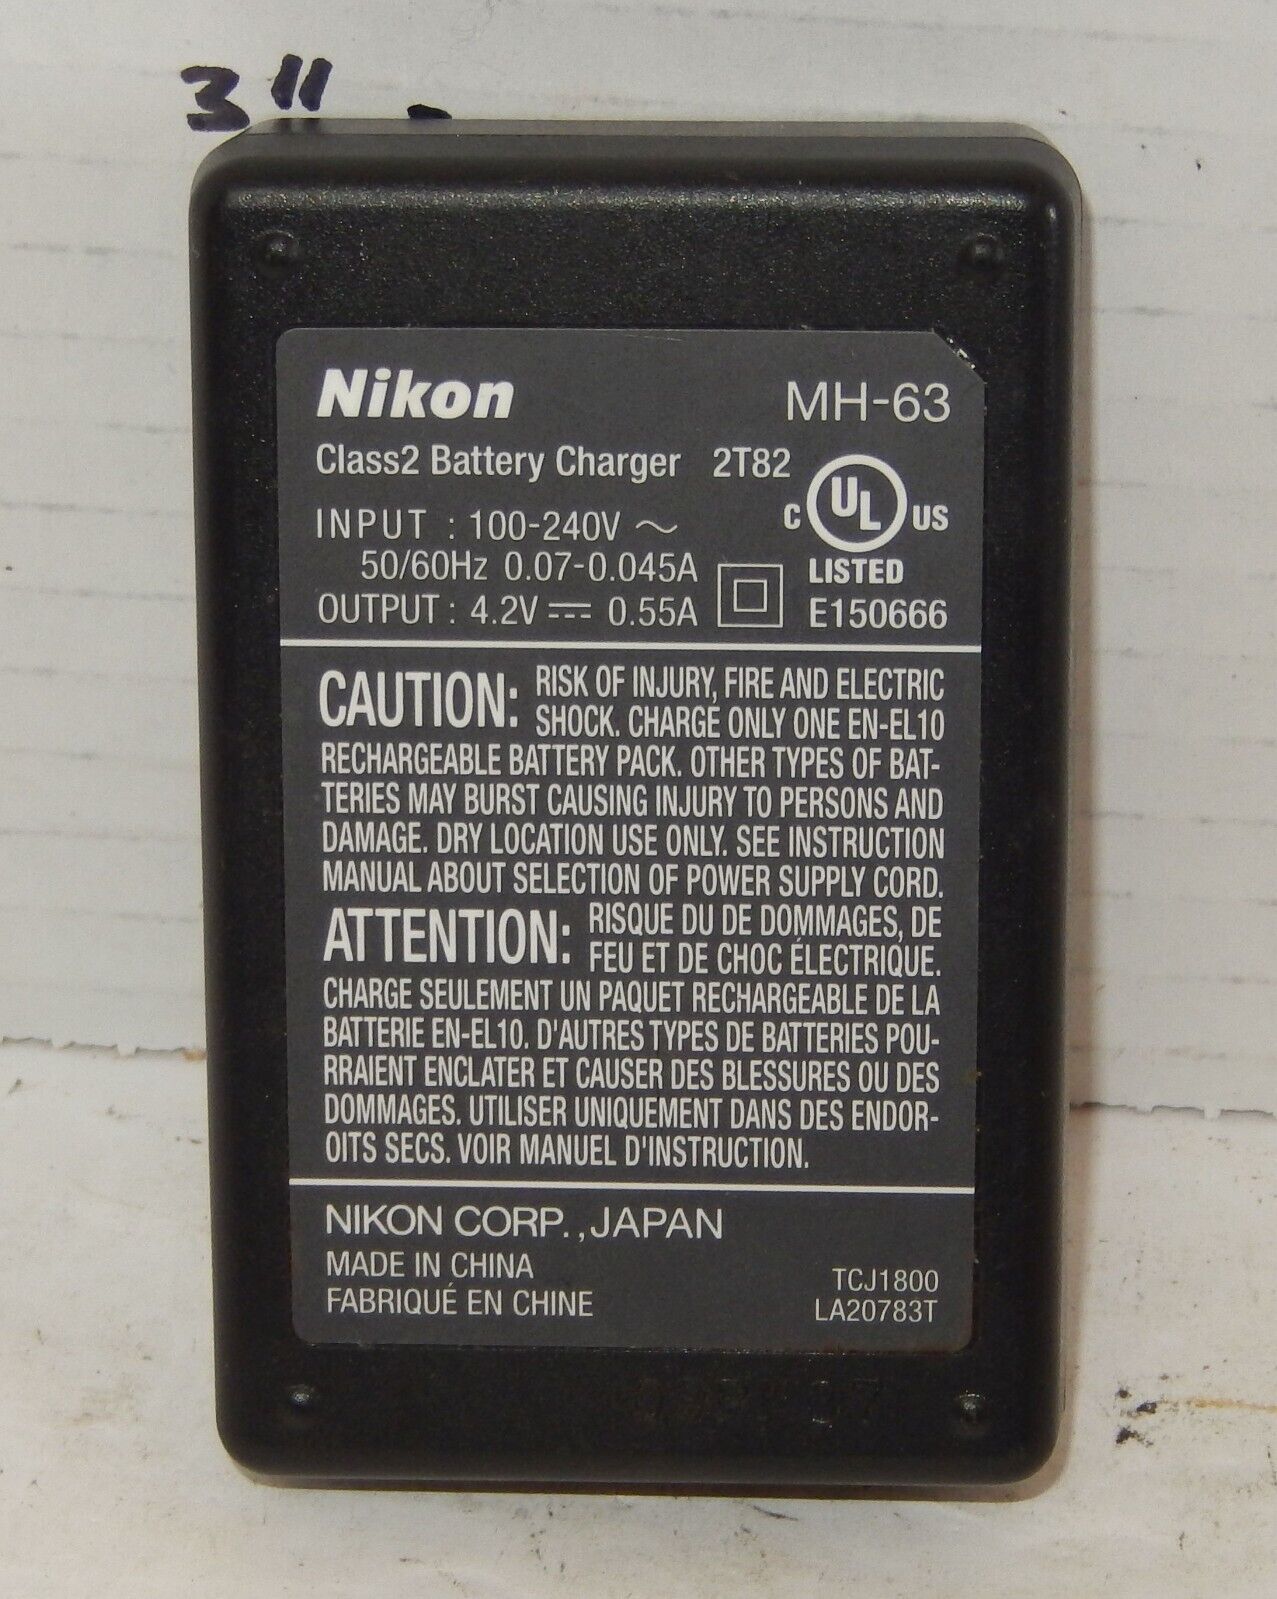 3"
Nikon MH-63
Class2 Battery Charger 2T82
C UL US
INPUT : 100-240V ～
50/60Hz 0.07-0.045A LISTED
OUTPUT : 4.2V ⎓ 0.55A E150666
CAUTION: RISK OF INJURY, FIRE AND ELECTRIC
SHOCK. CHARGE ONLY ONE EN-EL10
RECHARGEABLE BATTERY PACK. OTHER TYPES OF BAT-
TERIES MAY BURST CAUSING INJURY TO PERSONS AND
DAMAGE. DRY LOCATION USE ONLY. SEE INSTRUCTION
MANUAL ABOUT SELECTION OF POWER SUPPLY CORD.
ATTENTION: RISQUE DU DE DOMMAGES, DE
FEU ET DE CHOC ÉLECTRIQUE.
CHARGE SEULEMENT UN PAQUET RECHARGEABLE DE LA
BATTERIE EN-EL10. D'AUTRES TYPES DE BATTERIES POU-
RRAIENT ENCLATER ET CAUSER DES BLESSURES OU DES
DOMMAGES. UTILISER UNIQUEMENT DANS DES ENDOR-
OITS SECS. VOIR MANUEL D'INSTRUCTION.
NIKON CORP., JAPAN
MADE IN CHINA TCJ1800
FABRIQUÉ EN CHINE LA20783T